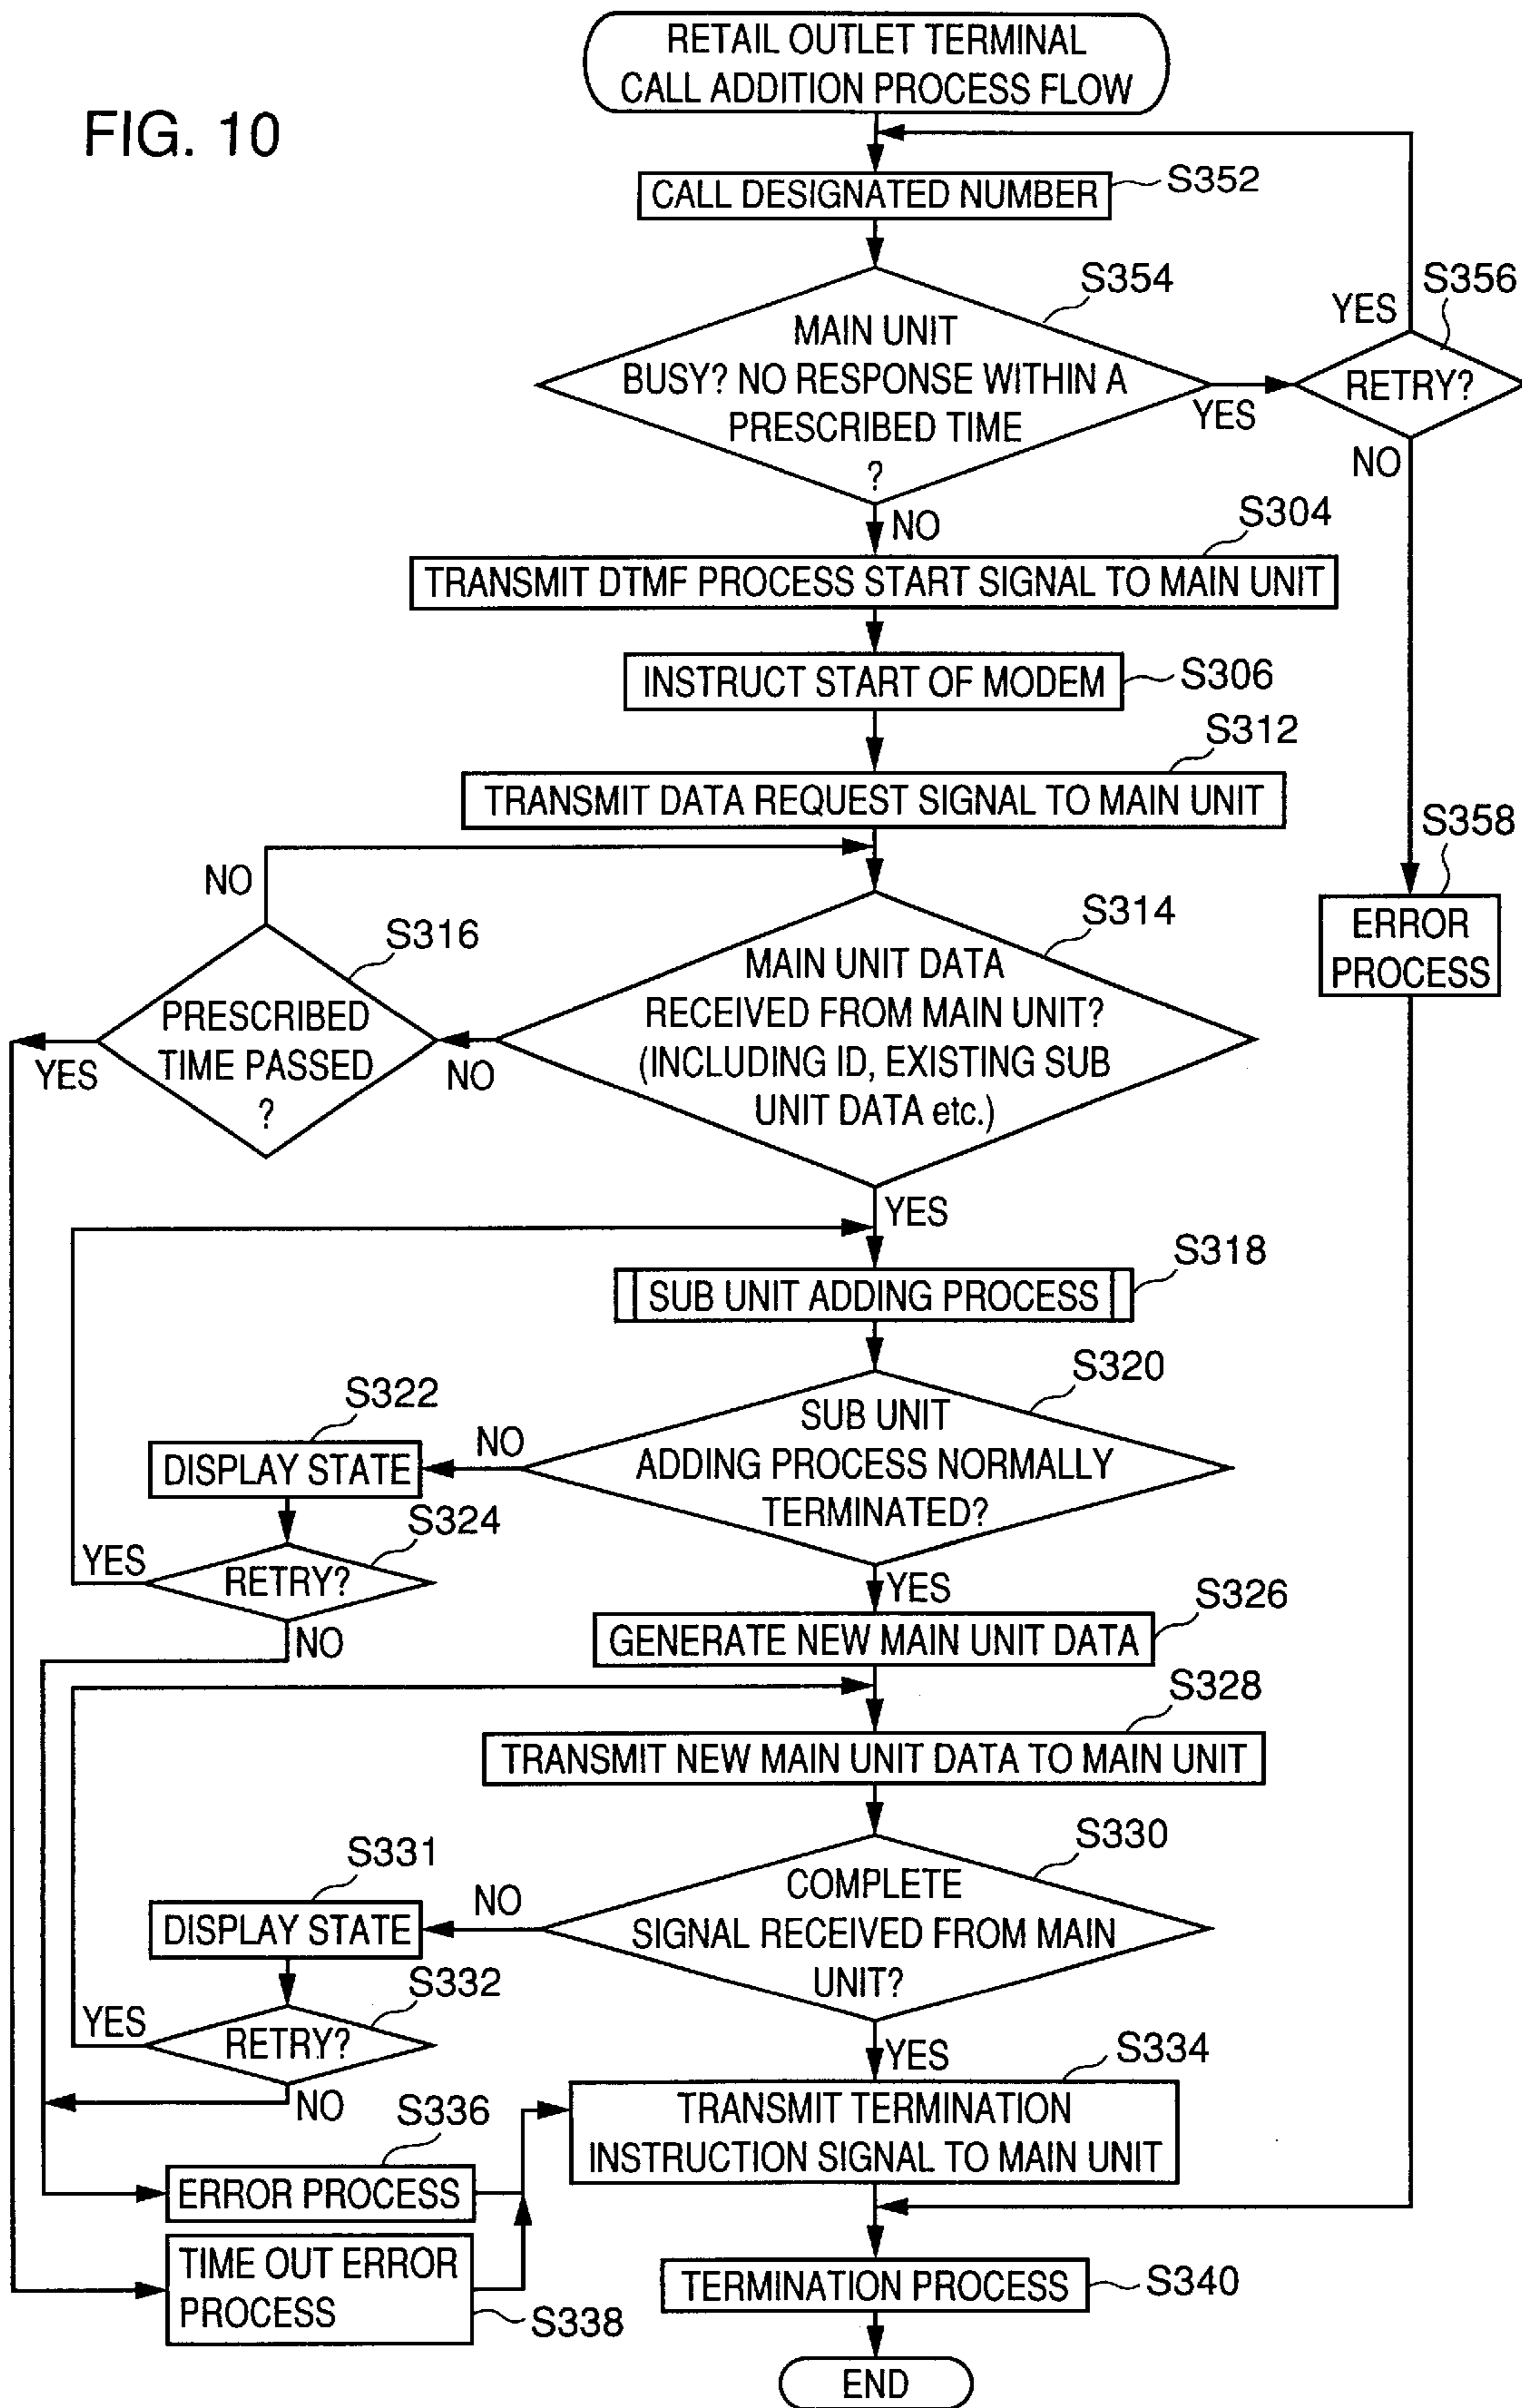 FIG. 10
RETAIL OUTLET TERMINAL
CALL ADDITION PROCESS FLOW
CALL DESIGNATED NUMBER
S352
S354
MAIN UNIT
BUSY? NO RESPONSE WITHIN A
PRESCRIBED TIME
?
YES
NO
S356
YES
RETRY?
NO
S304
TRANSMIT DTMF PROCESS START SIGNAL TO MAIN UNIT
INSTRUCT START OF MODEM
S306
S312
TRANSMIT DATA REQUEST SIGNAL TO MAIN UNIT
S358
ERROR
PROCESS
S314
MAIN UNIT DATA
RECEIVED FROM MAIN UNIT?
(INCLUDING ID, EXISTING SUB
UNIT DATA etc.)
NO
YES
NO
S316
PRESCRIBED
TIME PASSED
?
YES
S318
SUB UNIT ADDING PROCESS
S320
SUB UNIT
ADDING PROCESS NORMALLY
TERMINATED?
NO
YES
S322
DISPLAY STATE
S324
YES
RETRY?
NO
S326
GENERATE NEW MAIN UNIT DATA
S328
TRANSMIT NEW MAIN UNIT DATA TO MAIN UNIT
S330
COMPLETE
SIGNAL RECEIVED FROM MAIN
UNIT?
NO
YES
S331
DISPLAY STATE
S332
YES
RETRY?
NO
S334
TRANSMIT TERMINATION
INSTRUCTION SIGNAL TO MAIN UNIT
S336
ERROR PROCESS
TIME OUT ERROR
PROCESS
S338
TERMINATION PROCESS
S340
END